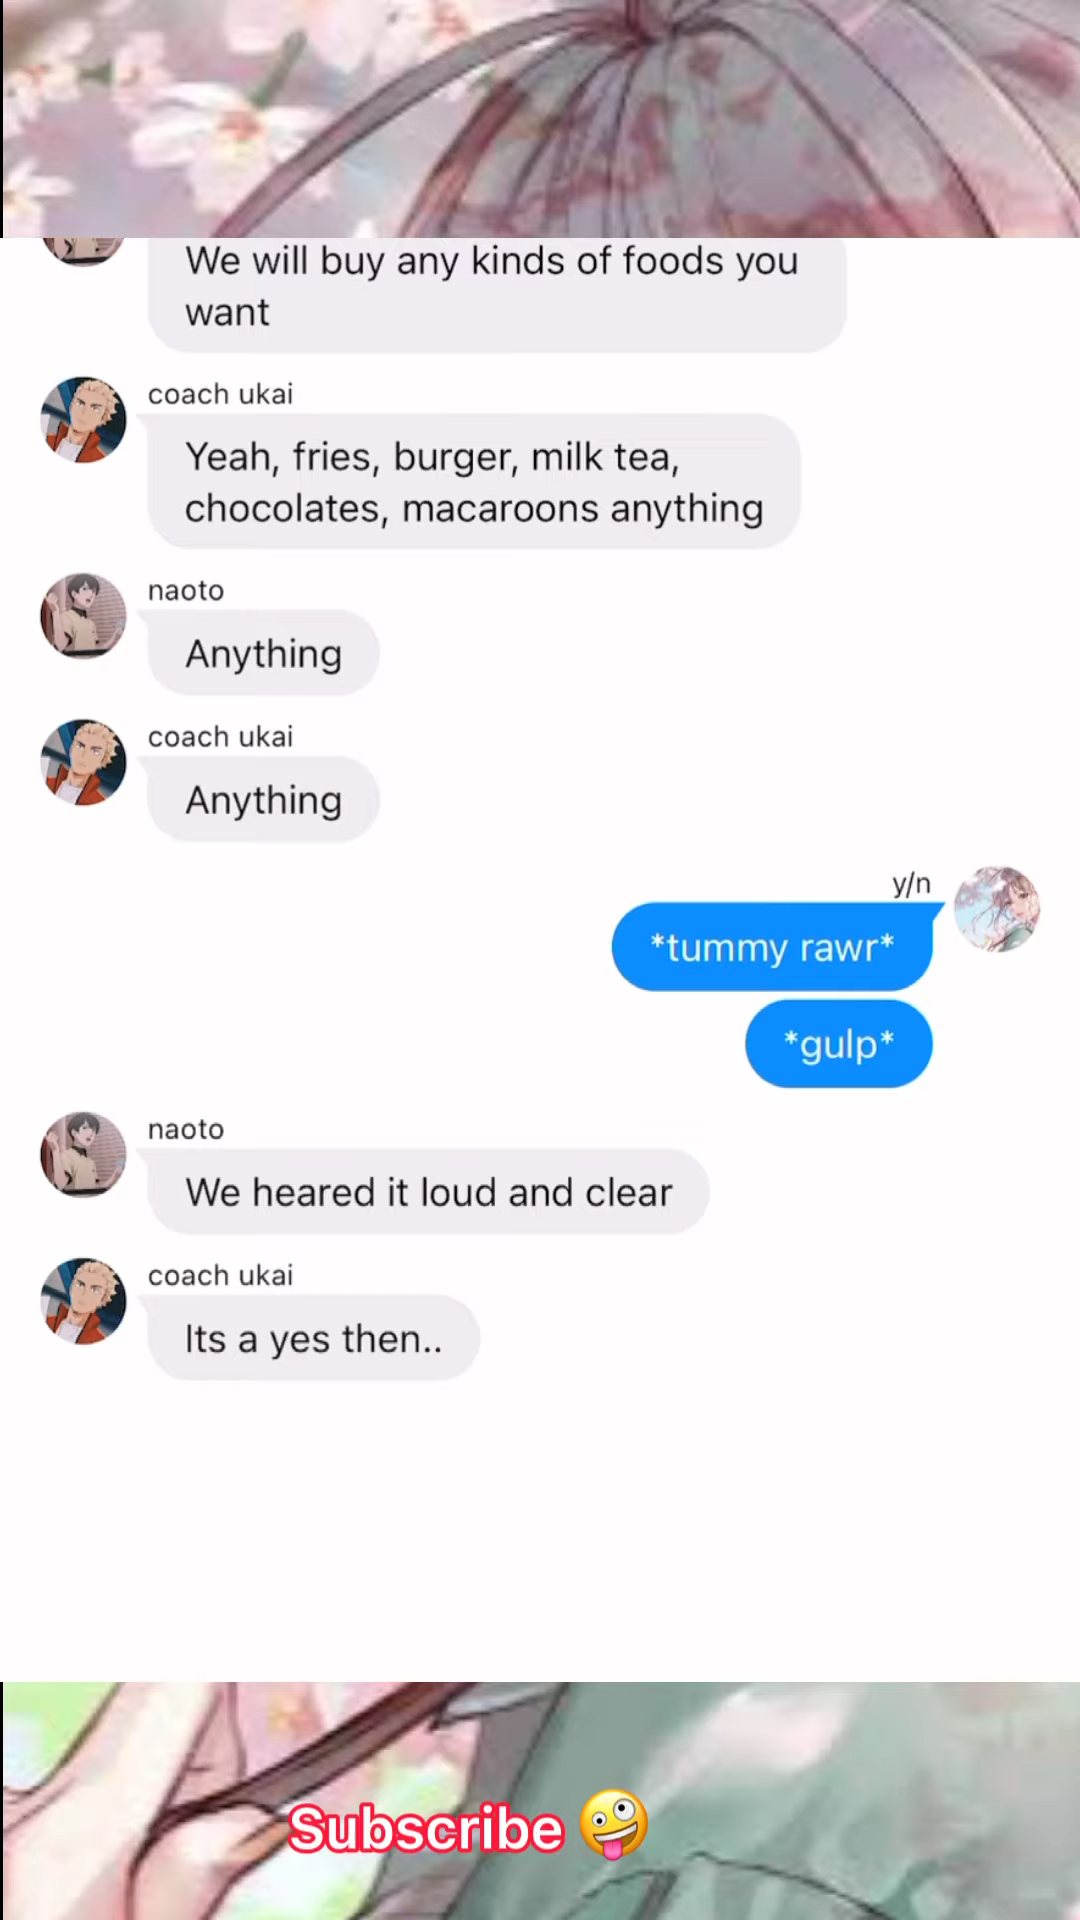 We will buy any kinds of foods you
want
coach ukai
Yeah, fries, burger, milk tea,
chocolates, macaroons anything
naoto
Anything
coach ukai
Anything
y/n
*tummy rawr*
*gulp*
naoto
We heared it loud and clear
coach ukai
Its a yes then..
Subscribe 🤪